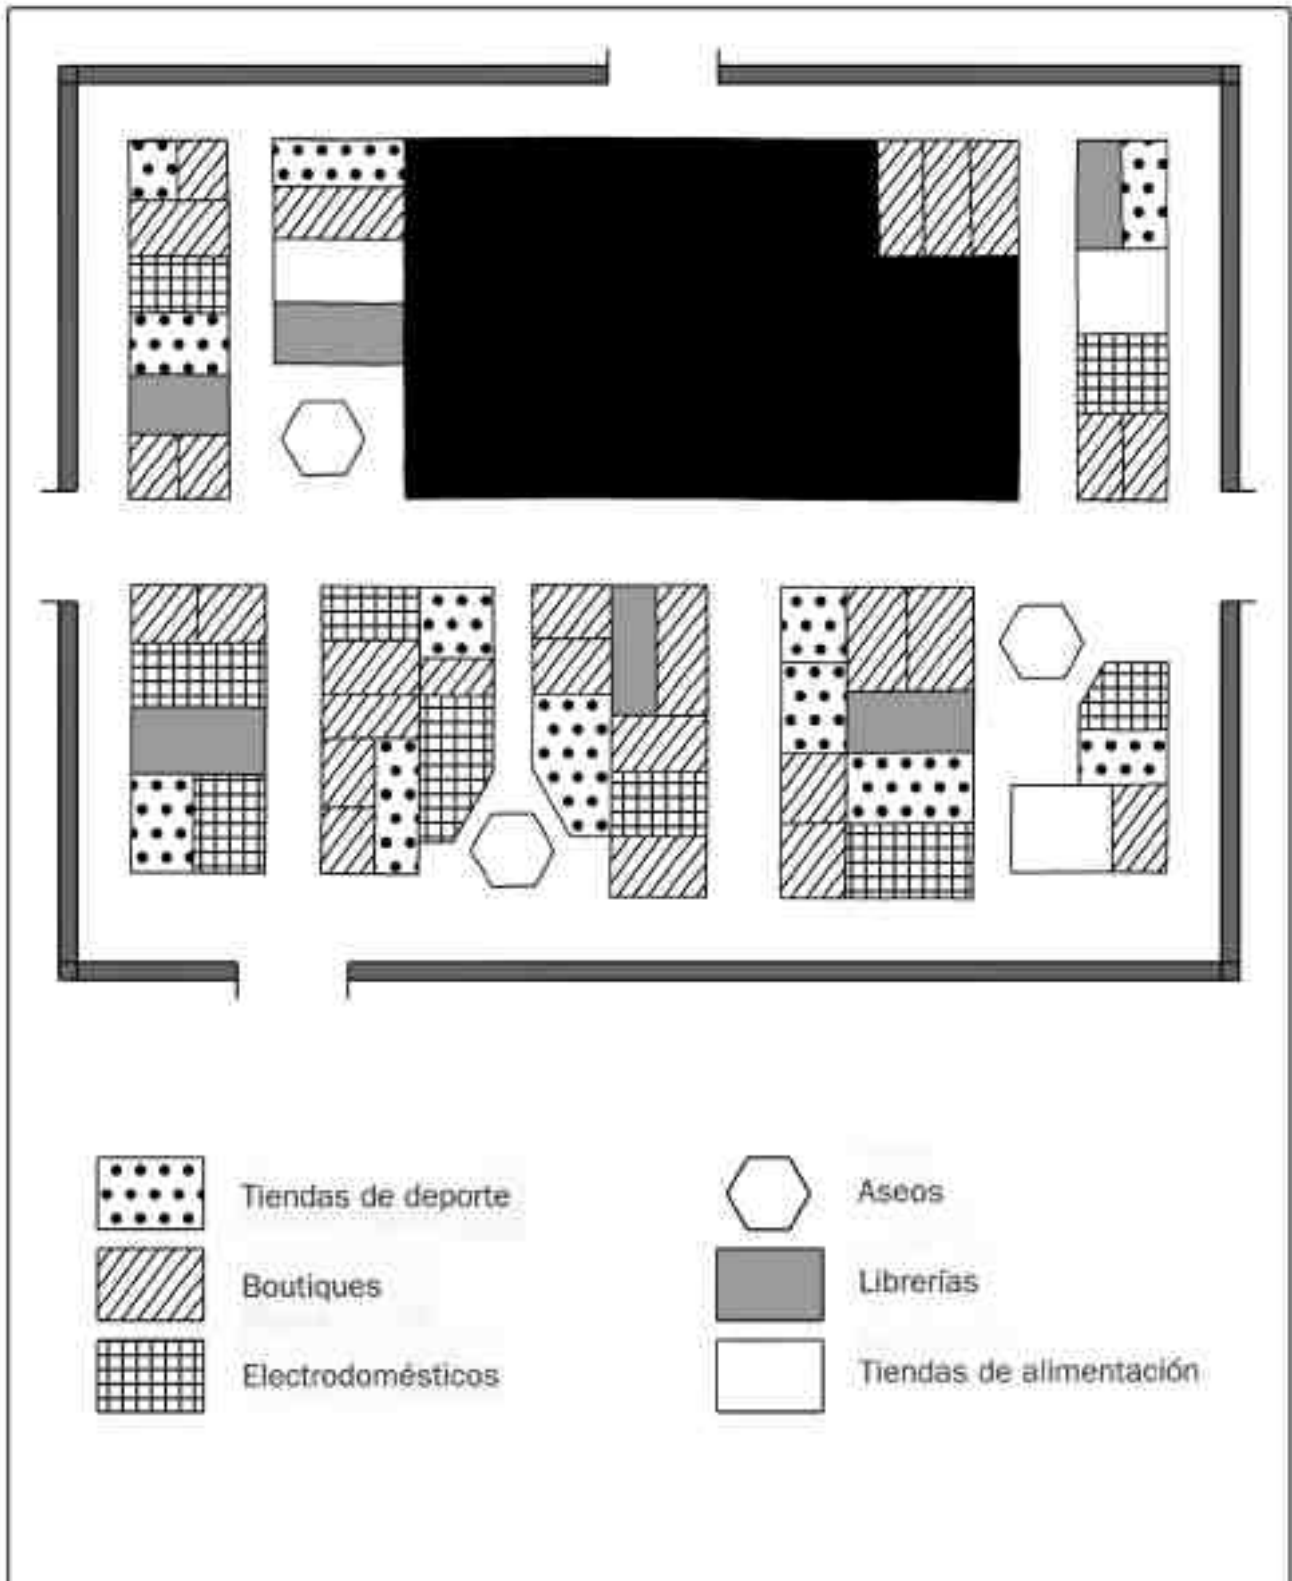 Tiendas de deporte
Boutiques
Electrodomésticos
Aseos
Librerías
Tiendas de alimentación